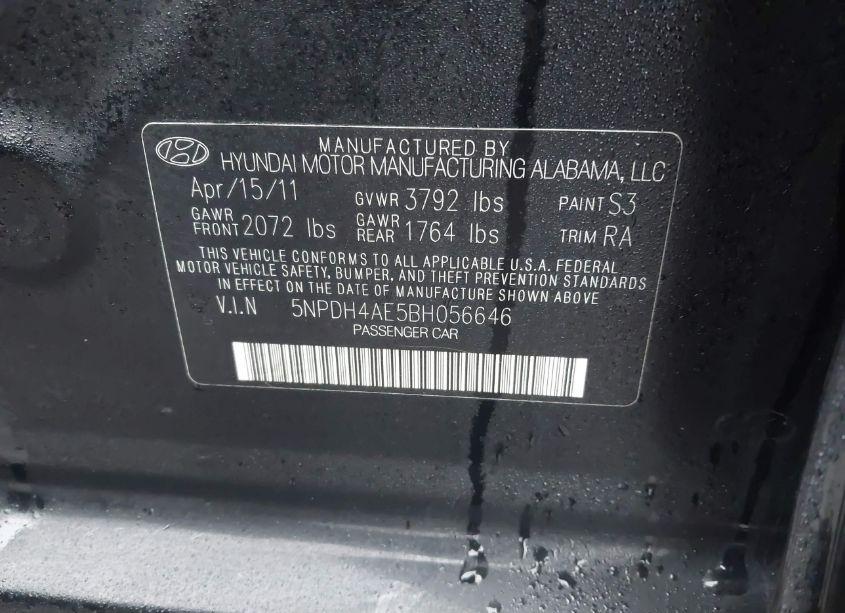 MANUFACTURED BY
HYUNDAI MOTOR MANUFACTURING ALABAMA, LLC
Apr/15/11 GVWR 3792 lbs PAINT S3
GAWR FRONT 2072 lbs GAWR REAR 1764 lbs TRIM RA
THIS VEHICLE CONFORMS TO ALL APPLICABLE U.S.A. FEDERAL
MOTOR VEHICLE SAFETY, BUMPER, AND THEFT PREVENTION STANDARDS
IN EFFECT ON THE DATE OF MANUFACTURE SHOWN ABOVE
V.I.N 5NPDH4AE5BH056646
PASSENGER CAR